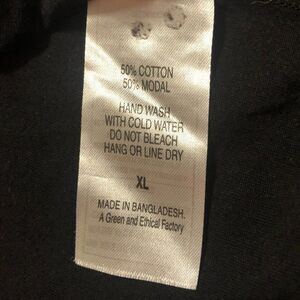 50% COTTON
50% MODAL
HAND WASH
WITH COLD WATER
DO NOT BLEACH
HANG OR LINE DRY
XL
MADE IN BANGLADESH.
A Green and Ethical Factory